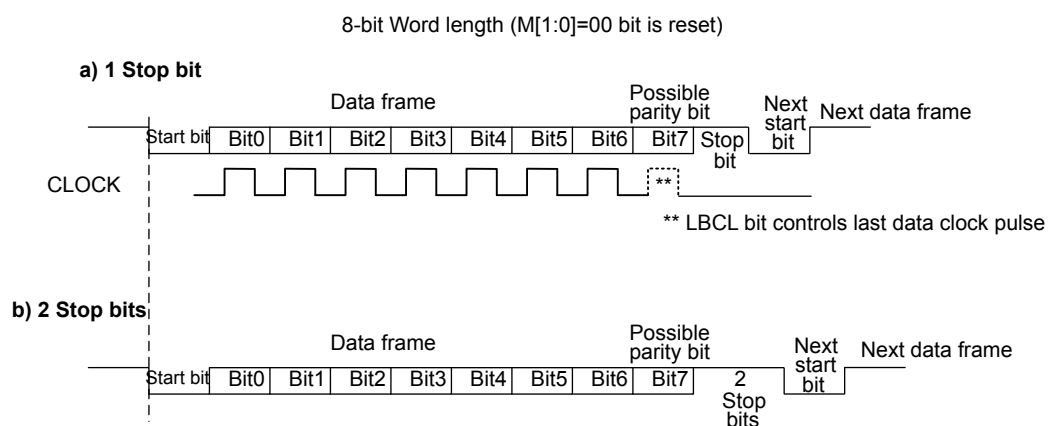 8-bit Word length (M[1:0]=00 bit is reset)
a) 1 Stop bit
Data frame
Possible
parity bit
Next
start
bit
Next data frame
Start bit Bit0 Bit1 Bit2 Bit3 Bit4 Bit5 Bit6 Bit7 Stop
bit
CLOCK
**
** LBCL bit controls last data clock pulse
b) 2 Stop bits
Data frame
Possible
parity bit
Next
start
bit
Next data frame
Start bit Bit0 Bit1 Bit2 Bit3 Bit4 Bit5 Bit6 Bit7 2
Stop
bits